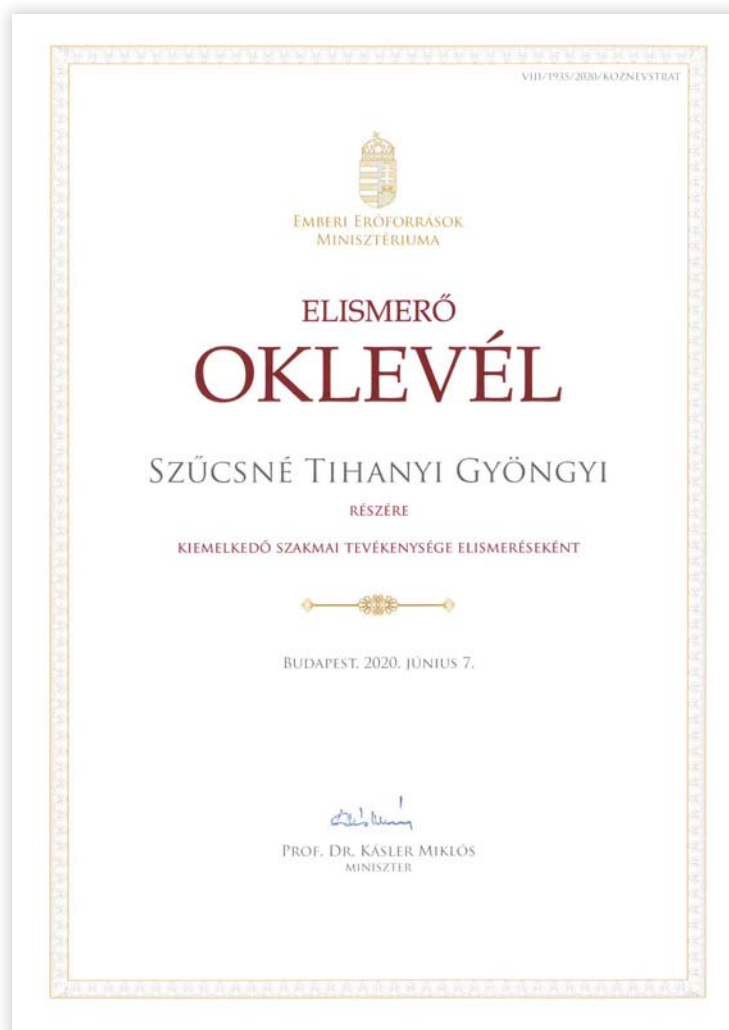 VIII/1935/2020/KOZNEVSTRAT
EMBERI ERŐFORRÁSOK
MINISZTÉRIUMA
ELISMERŐ
OKLEVÉL
SZŰCSNÉ TIHANYI GYÖNGYI
RÉSZÉRE
KIEMELKEDŐ SZAKMAI TEVÉKENYSÉGE ELISMERÉSEKÉNT
BUDAPEST, 2020. JÚNIUS 7.
PROF. DR. KÁSLER MIKLÓS
MINISZTER